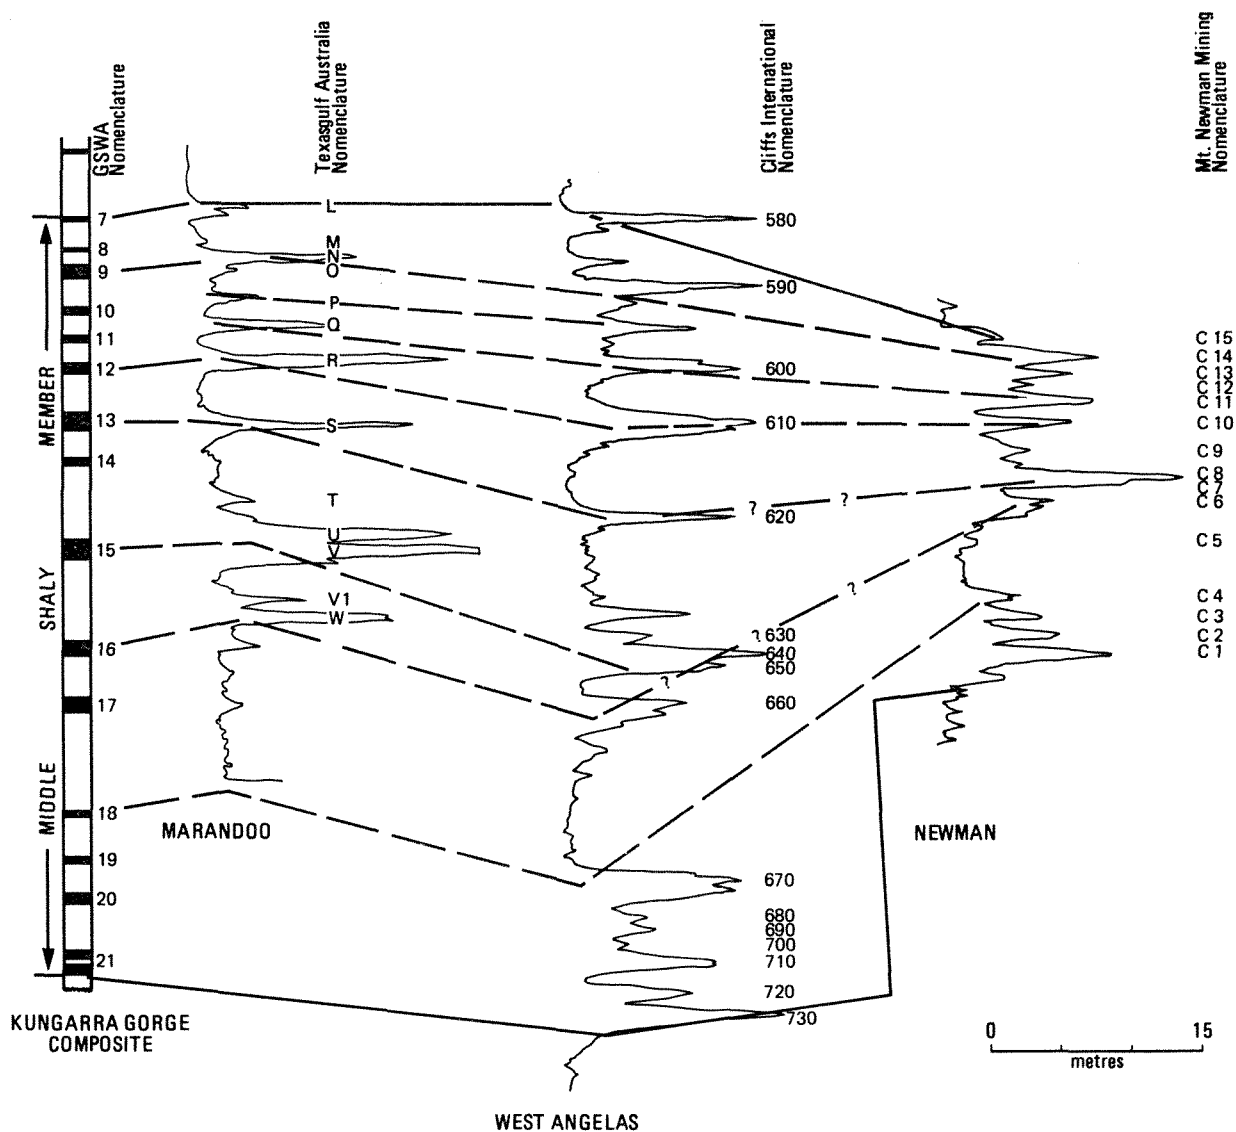 GSWA
Nomenclature
Texasgulf Australia
Nomenclature
Cliffs International
Nomenclature
Mt. Newman Mining
Nomenclature
7
8
9
10
11
12
13
14
15
16
17
18
19
20
21
MIDDLE SHALY MEMBER
L
M
N
O
P
Q
R
S
T
U
V
V1
W
580
590
600
610
620
630
640
650
660
670
680
690
700
710
720
730
? ? ? ? ?
C 15
C 14
C 13
C 12
C 11
C 10
C 9
C 8
C 7
C 6
C 5
C 4
C 3
C 2
C 1
MARANDOO
NEWMAN
KUNGARRA GORGE
COMPOSITE
WEST ANGELAS
0 15
metres